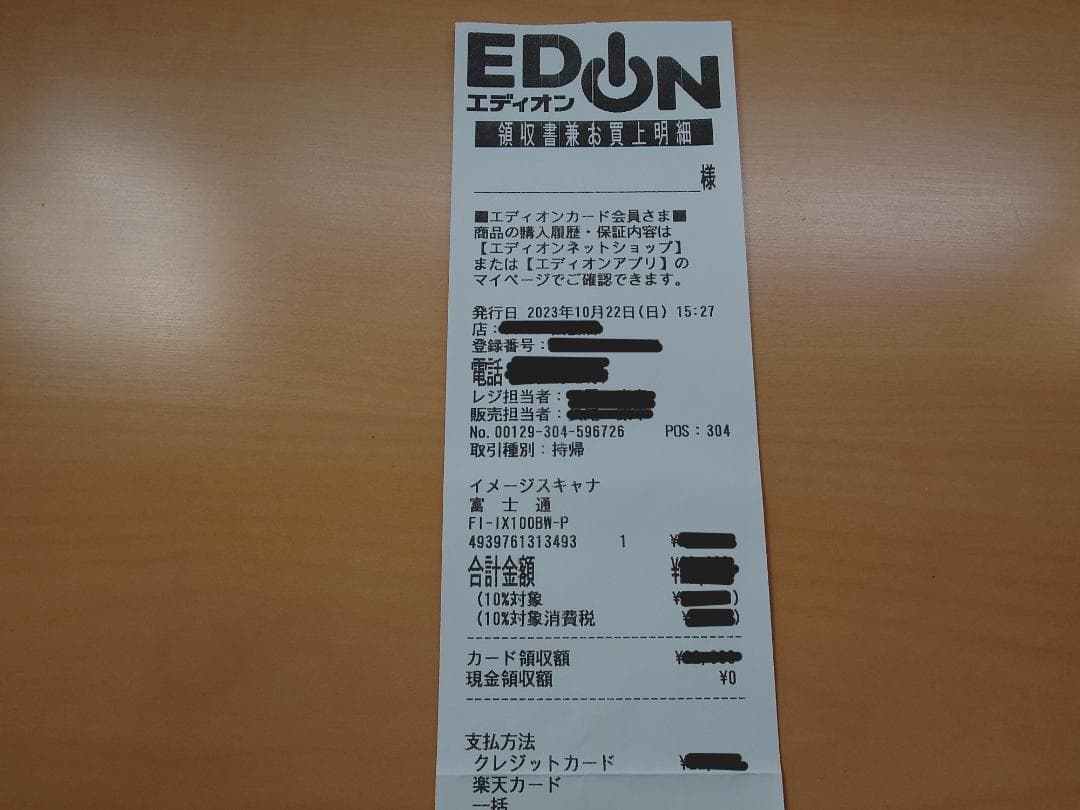 EDION
エディオン
領収書兼お買上明細
様
■エディオンカード会員さま■
商品の購入履歴・保証内容は
【エディオンネットショップ】
または【エディオンアプリ】の
マイページでご確認できます。
発行日 2023年10月22日(日) 15:27
店:
登録番号:
電話
レジ担当者:
販売担当者:
No. 00129-304-596726 POS:304
取引種別:持帰
イメージスキャナ
富 士 通
FI-IX100BW-P
4939761313493 1 ¥
合計金額 ¥
(10%対象 ¥ )
(10%対象消費税 ¥ )
カード領収額 ¥
現金領収額 ¥0
支払方法
クレジットカード ¥
楽天カード
一括